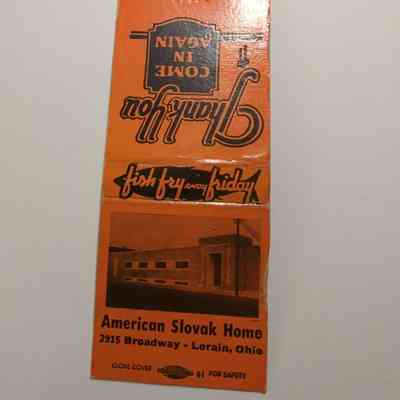 Thank You
COME
IN
AGAIN
fish fry every friday
American Slovak Home
2915 Broadway - Lorain, Ohio
CLOSE COVER 61 FOR SAFETY